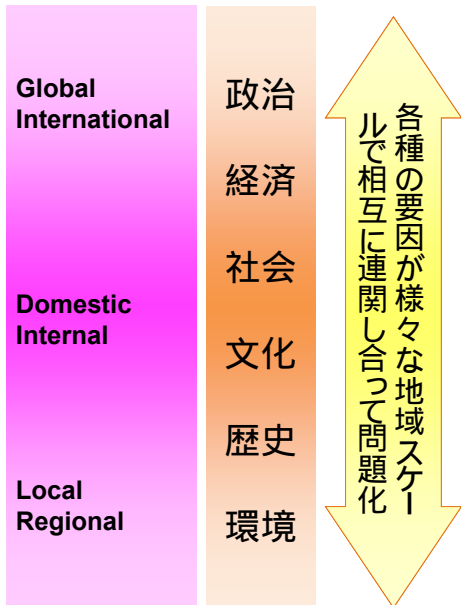 Global
International
Domestic
Internal
Local
Regional
政治
経済
社会
文化
歴史
環境
各種の要因が様々な地域スケー
ルで相互に連関し合って問題化